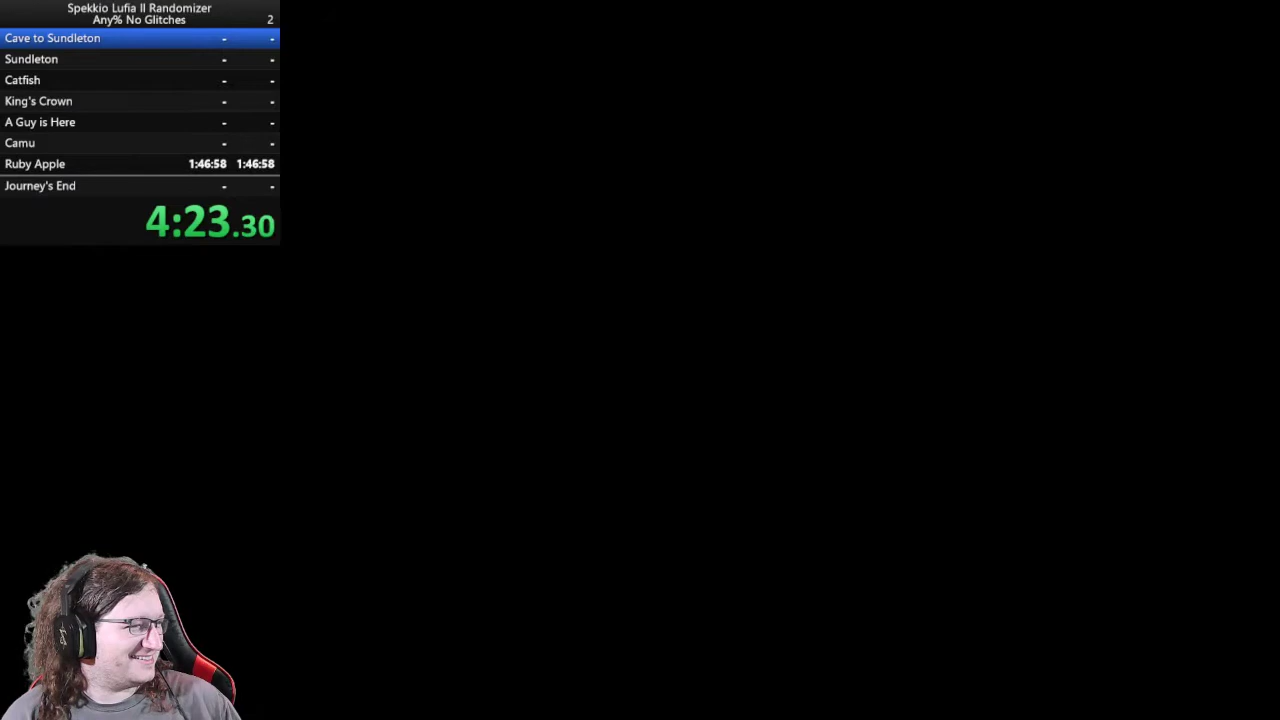 Spekkio Lufia II Randomizer
Any% No Glitches 2
Cave to Sundleton - -
Sundleton - -
Catfish - -
King's Crown - -
A Guy is Here - -
Camu - -
Ruby Apple 1:46:58 1:46:58
Journey's End - -
4:23.30